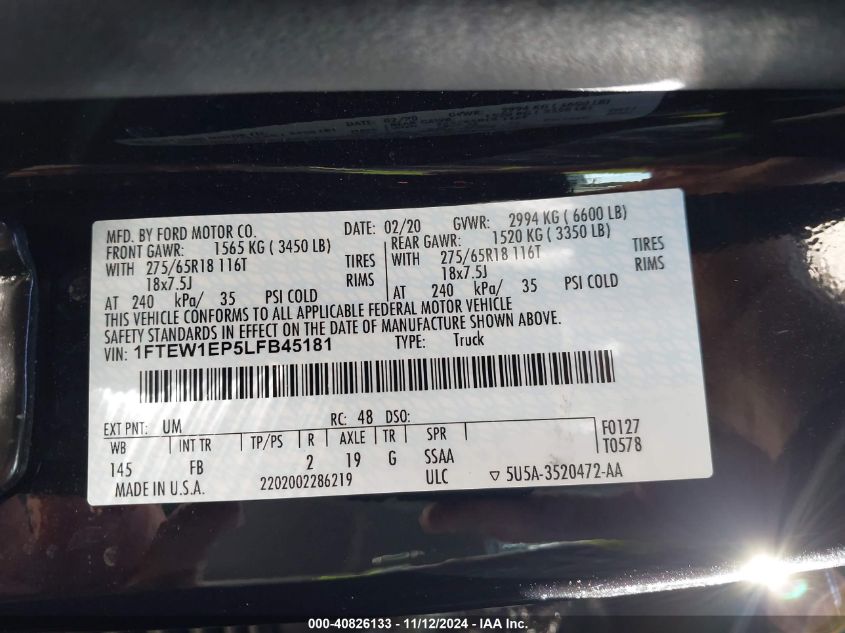 MFD. BY FORD MOTOR CO. DATE: 02/20 GVWR: 2994 KG ( 6600 LB)
FRONT GAWR: 1565 KG ( 3450 LB) REAR GAWR: 1520 KG ( 3350 LB)
WITH 275/65R18 116T TIRES WITH 275/65R18 116T TIRES
18x7.5J RIMS 18x7.5J RIMS
AT 240 kPa/ 35 PSI COLD AT 240 kPa/ 35 PSI COLD
THIS VEHICLE CONFORMS TO ALL APPLICABLE FEDERAL MOTOR VEHICLE
SAFETY STANDARDS IN EFFECT ON THE DATE OF MANUFACTURE SHOWN ABOVE.
VIN: 1FTEW1EP5LFB45181 TYPE: Truck
EXT PNT: UM RC: 48 DSO: F0127
WB INT TR TP/PS R AXLE TR SPR T0578
145 FB 2 19 G SSAA
MADE IN U.S.A. 2202002286219 ULC ▽ 5U5A-3520472-AA
000-40826133 - 11/12/2024 - IAA Inc.